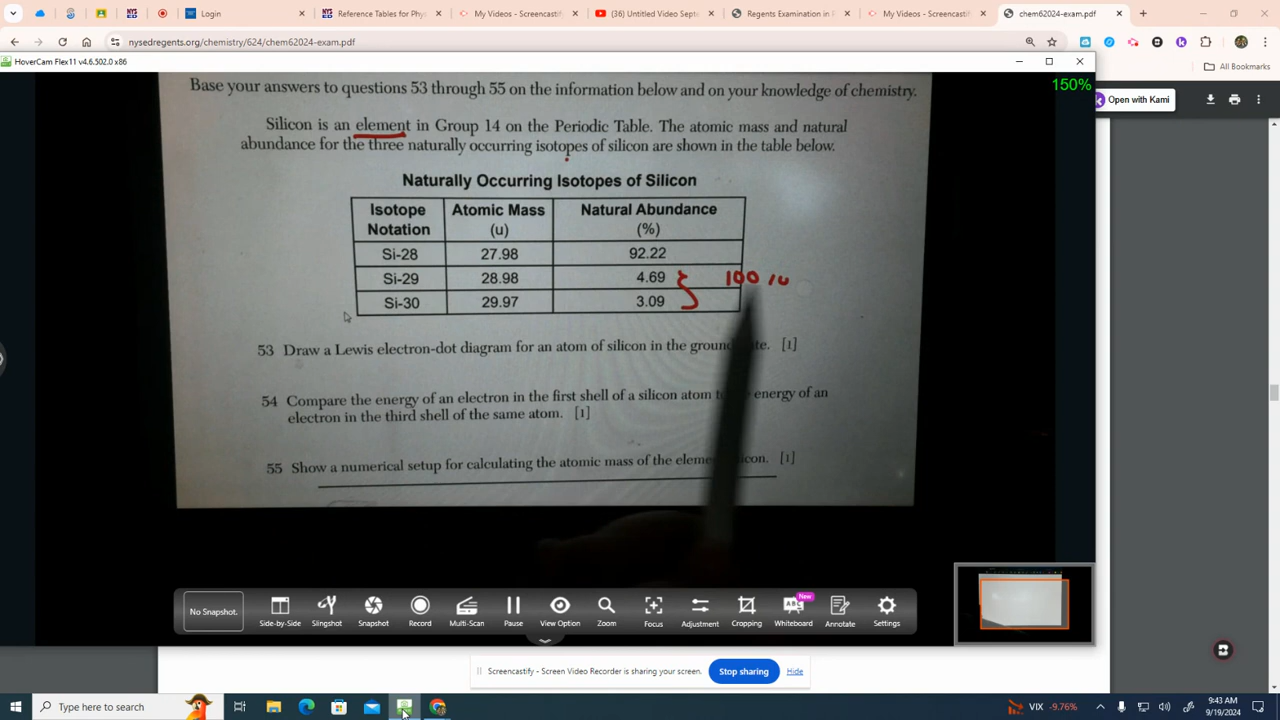 Login
Reference Tables for Phys
My Videos - Screencastify -
(36) Untitled Video Septe
Regents Examination in P
My Videos - Screencastify -
chem62024-exam.pdf
nysedregents.org/chemistry/624/chem62024-exam.pdf
All Bookmarks
HoverCam Flex11 v4.6.502.0 x86
150%
Open with Kami
Base your answers to questions 53 through 55 on the information below and on your knowledge of chemistry.
Silicon is an element in Group 14 on the Periodic Table. The atomic mass and natural
abundance for the three naturally occurring isotopes of silicon are shown in the table below.
Naturally Occurring Isotopes of Silicon
Isotope Notation Atomic Mass (u) Natural Abundance (%)
Si-28 27.98 92.22
Si-29 28.98 4.69
100
Si-30 29.97 3.09
53 Draw a Lewis electron-dot diagram for an atom of silicon in the ground [1]
54 Compare the energy of an electron in the first shell of a silicon atom energy of an
electron in the third shell of the same atom. [1]
55 Show a numerical setup for calculating the atomic mass of the [1]
No Snapshot.
Side-by-Side
Slingshot
Snapshot
Record
Multi-Scan
Pause
View Option
Zoom
Focus
Adjustment
Cropping
New
Whiteboard
Annotate
Settings
Screencastify - Screen Video Recorder is sharing your screen.
Stop sharing
Hide
Type here to search
VIX -9.76%
9:43 AM
9/19/2024